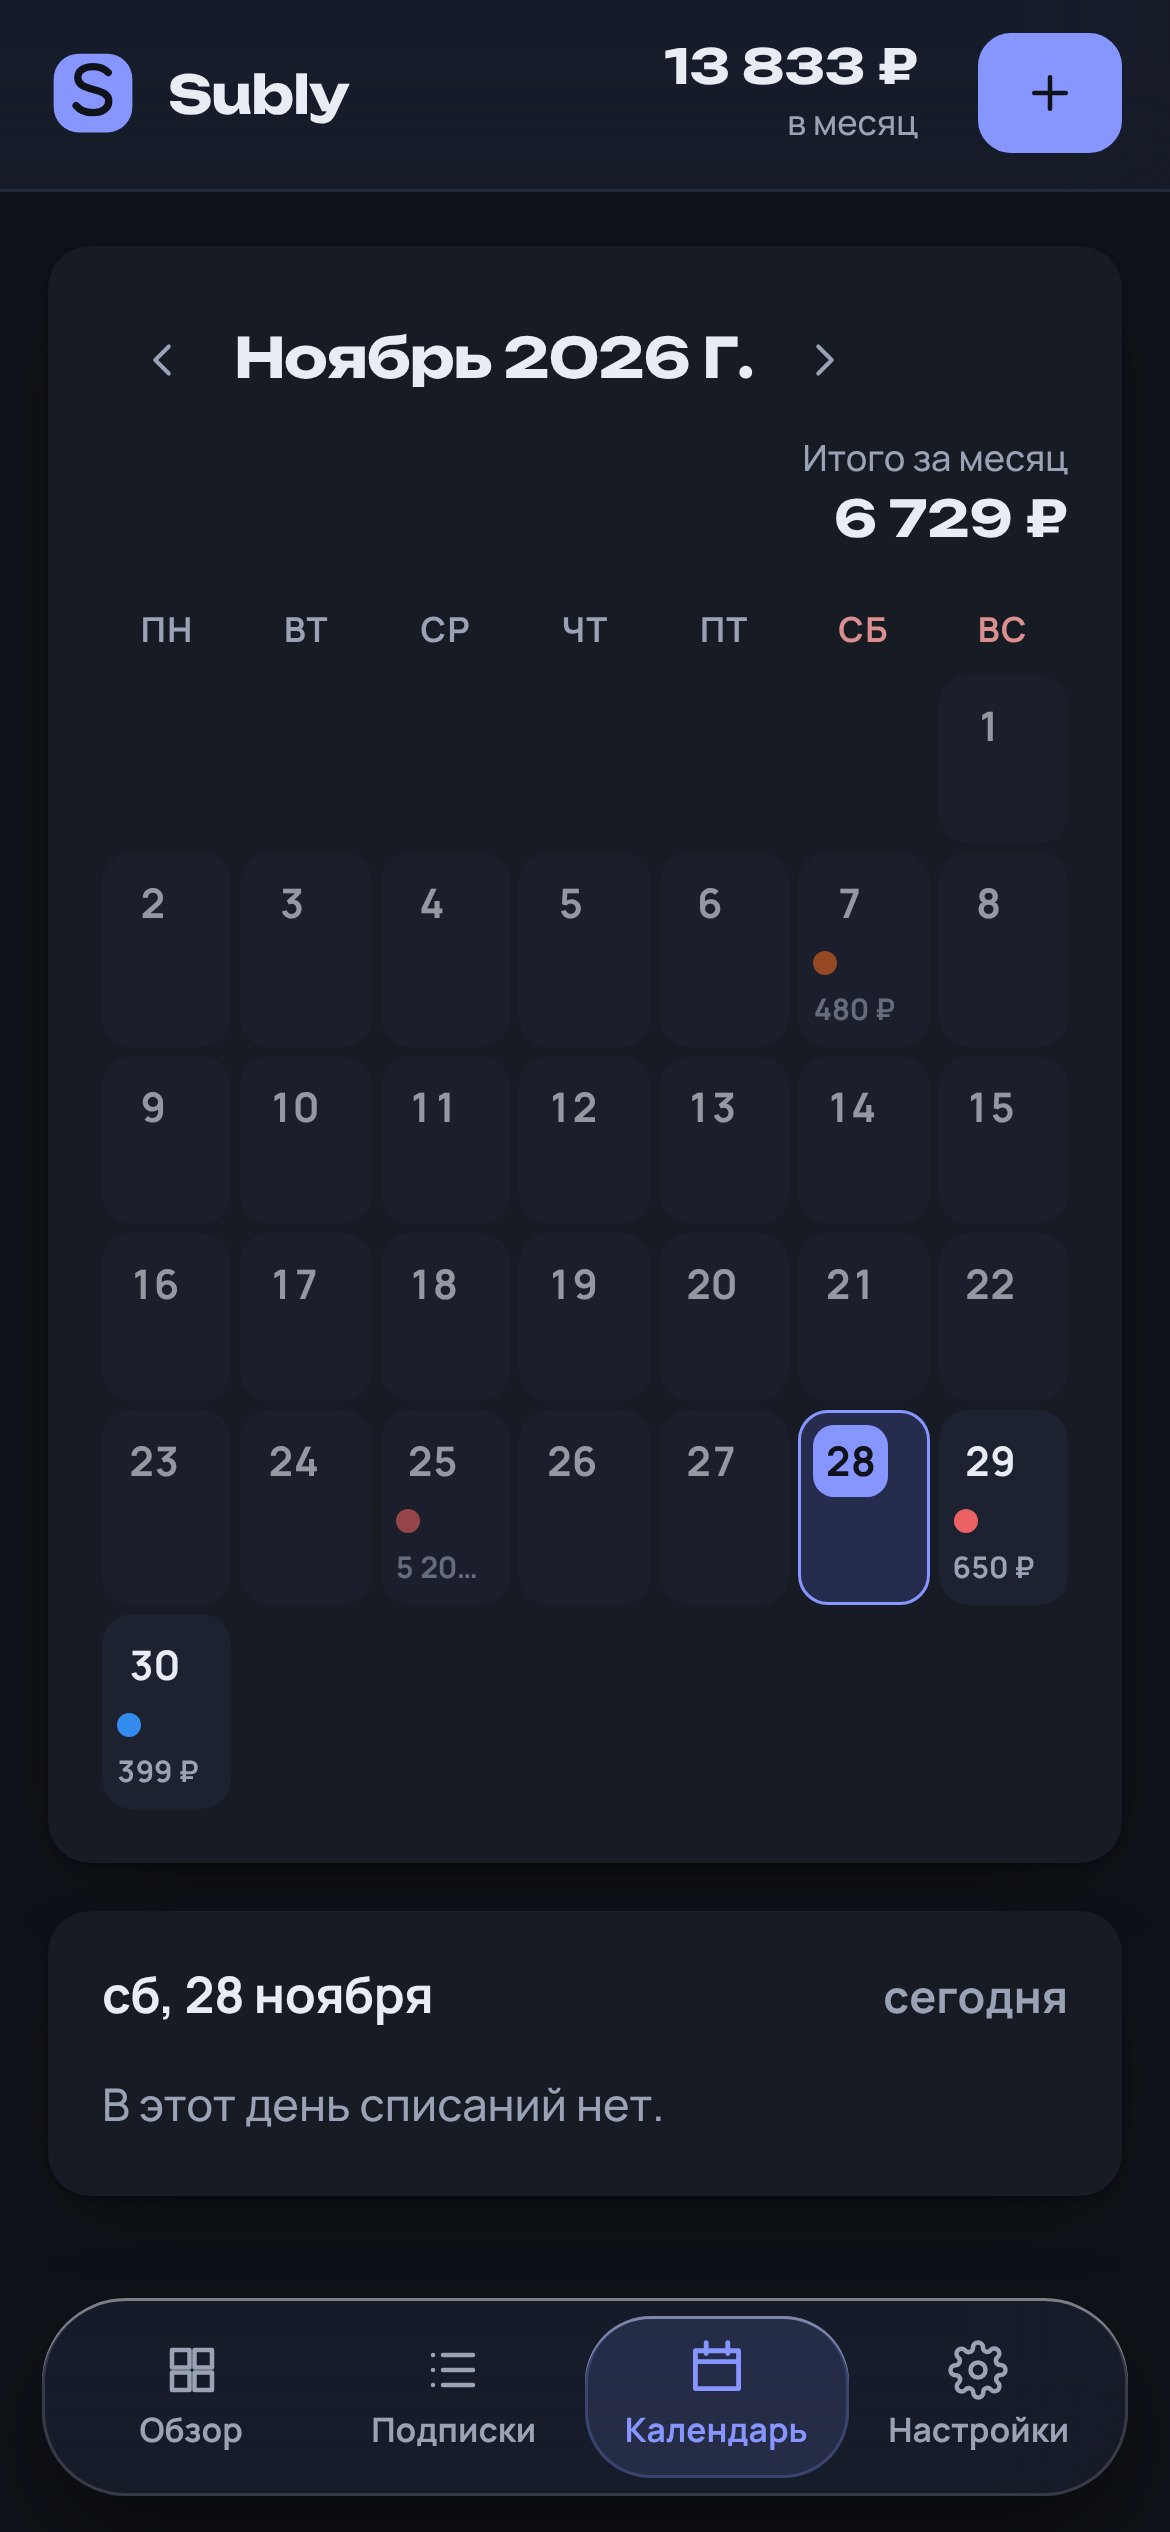 S Subly
13 833 ₽
в месяц
+
Ноябрь 2026 Г.
Итого за месяц
6 729 ₽
ПН ВТ СР ЧТ ПТ СБ ВС
1
2 3 4 5 6 7 8
480 ₽
9 10 11 12 13 14 15
16 17 18 19 20 21 22
23 24 25 26 27 28 29
5 20... 650 ₽
30
399 ₽
сб, 28 ноября сегодня
В этот день списаний нет.
Обзор Подписки Календарь Настройки